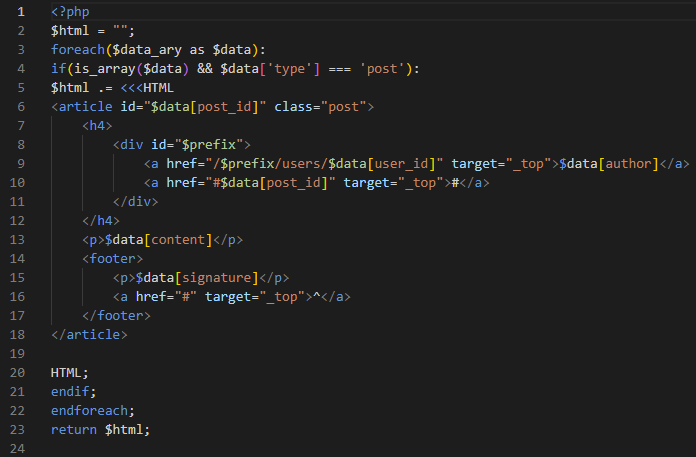 1 <?php
2 $html = "";
3 foreach($data_ary as $data):
4 if(is_array($data) && $data['type'] === 'post'):
5 $html .= <<<HTML
6 <article id="$data[post_id]" class="post">
7     <h4>
8         <div id="$prefix">
9             <a href="/$prefix/users/$data[user_id]" target="_top">$data[author]</a>
10             <a href="#$data[post_id]" target="_top">#</a>
11         </div>
12     </h4>
13     <p>$data[content]</p>
14     <footer>
15         <p>$data[signature]</p>
16         <a href="#" target="_top">^</a>
17     </footer>
18 </article>
19
20 HTML;
21 endif;
22 endforeach;
23 return $html;
24